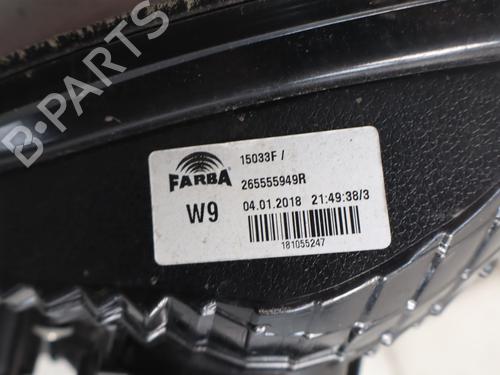 B-PARTS
FARBA
15033F /
265555949R
W9 04.01.2018 21:49:38/3
181055247